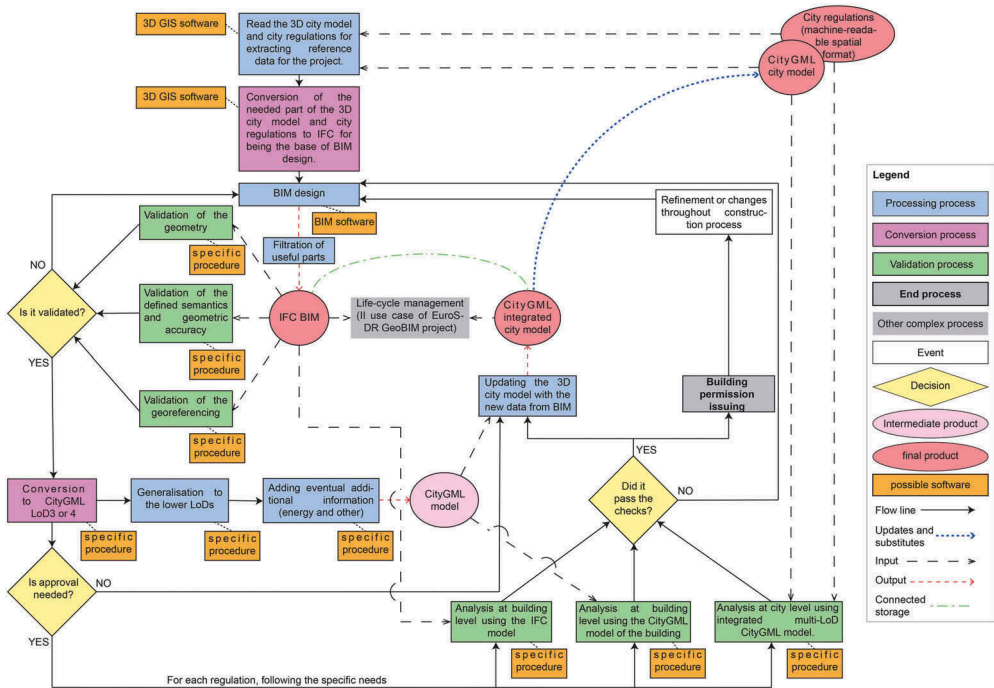 3D GIS software
Read the 3D city model
and city regulations for
extracting reference
data for the project.
City regulations
(machine-reada-
ble spatial
format)
CityGML
city model
3D GIS software
Conversion of the
needed part of the 3D
city model and city
regulations to IFC for
being the base of BIM
design.
BIM design
BIM software
Refinement or changes
throughout construc-
tion process
Validation of the
geometry
specific
procedure
Filtration of
useful parts
NO
Is it validated?
YES
Validation of the
defined semantics
and geometric
accuracy
specific
procedure
IFC BIM
Life-cycle management
(II use case of EuroS-
DR GeoBIM project)
CityGML
integrated
city model
Validation of the
georeferencing
specific
procedure
Updating the 3D
city model with the
new data from BIM
Building
permission
issuing
YES
Did it
pass the
checks?
NO
Conversion
to CityGML
LoD3 or 4
specific
procedure
Generalisation to
the lower LoDs
specific
procedure
Adding eventual addi-
tional information
(energy and other)
specific
procedure
CityGML
model
Is approval
needed?
NO
YES
Analysis at building
level using the IFC
model
specific
procedure
Analysis at building
level using the CityGML
model of the building
specific
procedure
Analysis at city level using
integrated multi-LoD
CityGML model.
specific
procedure
For each regulation, following the specific needs
Legend
Processing process
Conversion process
Validation process
End process
Other complex process
Event
Decision
Intermediate product
final product
possible software
Flow line
Updates and
substitutes
Input
Output
Connected
storage